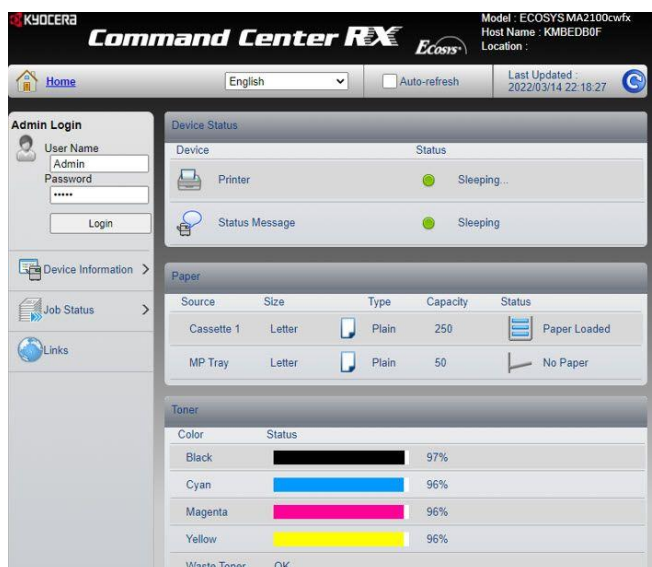 KYOCERA
Command Center RX
Ecosys
Model : ECOSYS MA2100cwfx
Host Name : KMBEDB0F
Location :
Home
English
Auto-refresh
Last Updated :
2022/03/14 22:18:27
Admin Login
User Name
Admin
Password
•••••
Login
Device Information
Job Status
Links
Device Status
Device Status
Printer Sleeping...
Status Message Sleeping
Paper
Source Size Type Capacity Status
Cassette 1 Letter Plain 250 Paper Loaded
MP Tray Letter Plain 50 No Paper
Toner
Color Status
Black 97%
Cyan 96%
Magenta 96%
Yellow 96%
Waste Toner OK